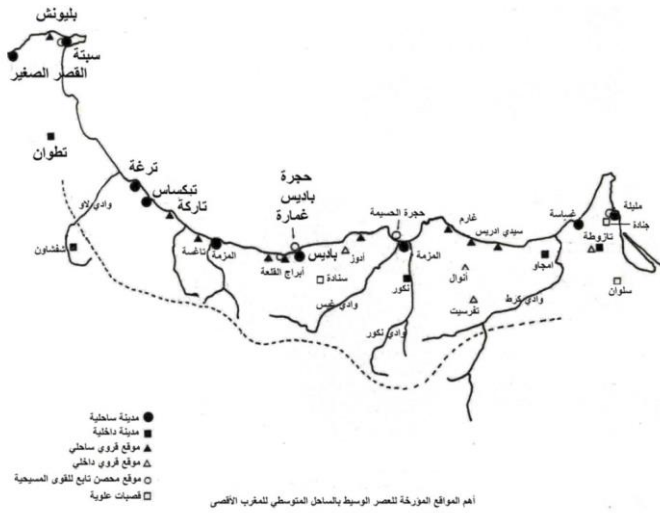 بليونش
سبتة
القصر الصغير
تطوان
ترغة
تيكساس
تاركة
وادي لاو
شفشاون
تاغسة
المزمة
حجرة
باديس
غمارة
أبراج القلعة
باديس
سنادة
أدوز
وادي غيس
حجرة الحسيمة
المزمة
نكور
وادي نكور
غارم
سيدي ادريس
أنوال
تفرسيت
امجاو
وادي كرط
غساسة
مليلة
جنادة
تازوطة
سلوان
مدينة ساحلية
مدينة داخلية
موقع قروي ساحلي
موقع قروي داخلي
موقع محصن تابع للقوى المسيحية
قصبات علوية
أهم المواقع المؤرخة للعصر الوسيط بالساحل المتوسطي للمغرب الأقصى